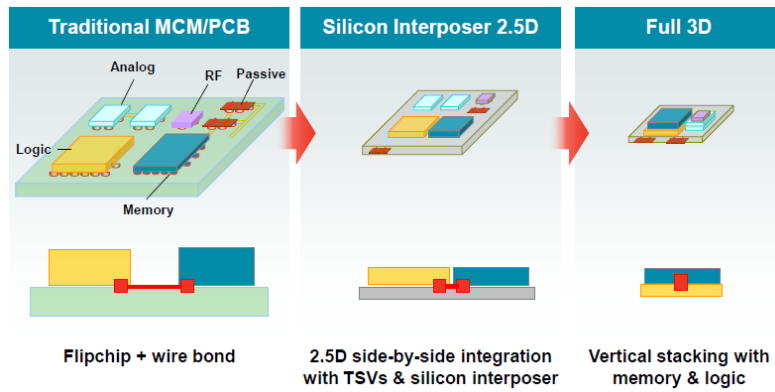 Traditional MCM/PCB
Silicon Interposer 2.5D
Full 3D
Analog
RF
Passive
Logic
Memory
Flipchip + wire bond
2.5D side-by-side integration
with TSVs & silicon interposer
Vertical stacking with
memory & logic